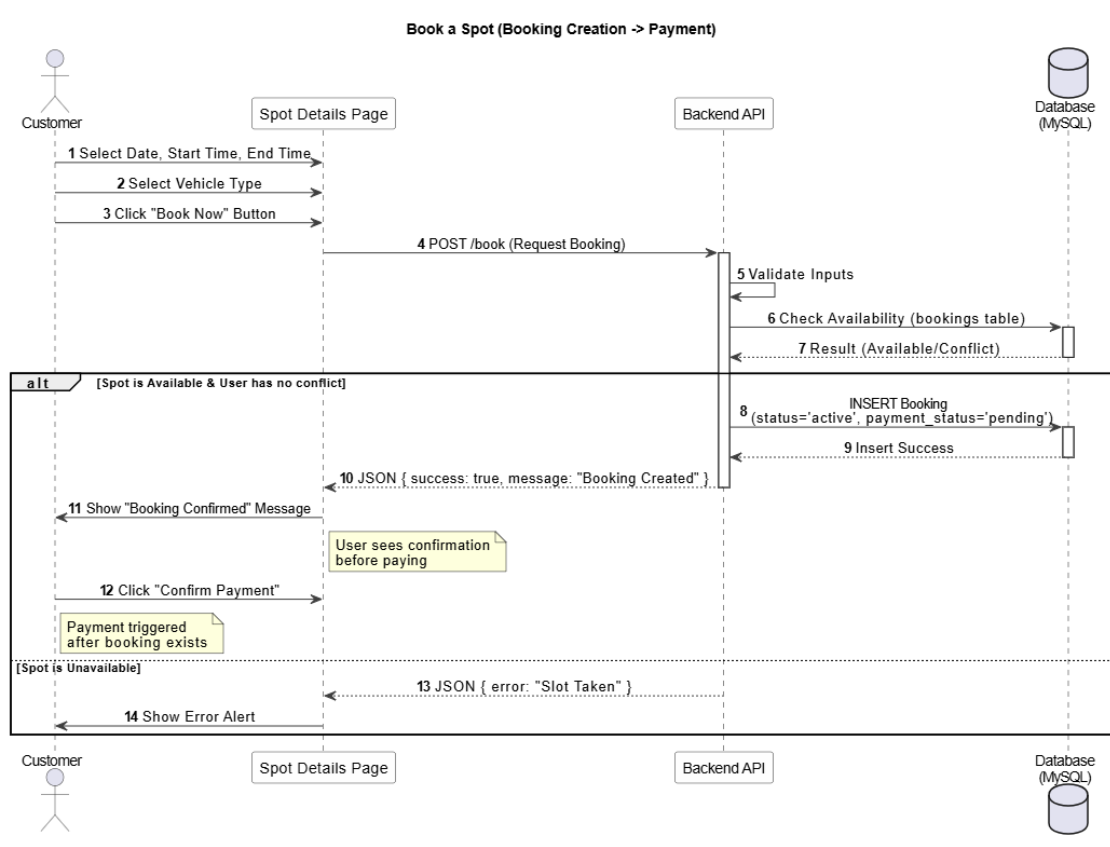 Book a Spot (Booking Creation -> Payment)
Customer
Spot Details Page
Backend API
Database
(MySQL)
1 Select Date, Start Time, End Time
2 Select Vehicle Type
3 Click "Book Now" Button
4 POST /book (Request Booking)
5 Validate Inputs
6 Check Availability (bookings table)
7 Result (Available/Conflict)
alt [Spot is Available & User has no conflict]
8 INSERT Booking
(status='active', payment_status='pending')
9 Insert Success
10 JSON { success: true, message: "Booking Created" }
11 Show "Booking Confirmed" Message
User sees confirmation
before paying
12 Click "Confirm Payment"
Payment triggered
after booking exists
[Spot is Unavailable]
13 JSON { error: "Slot Taken" }
14 Show Error Alert
Customer
Spot Details Page
Backend API
Database
(MySQL)